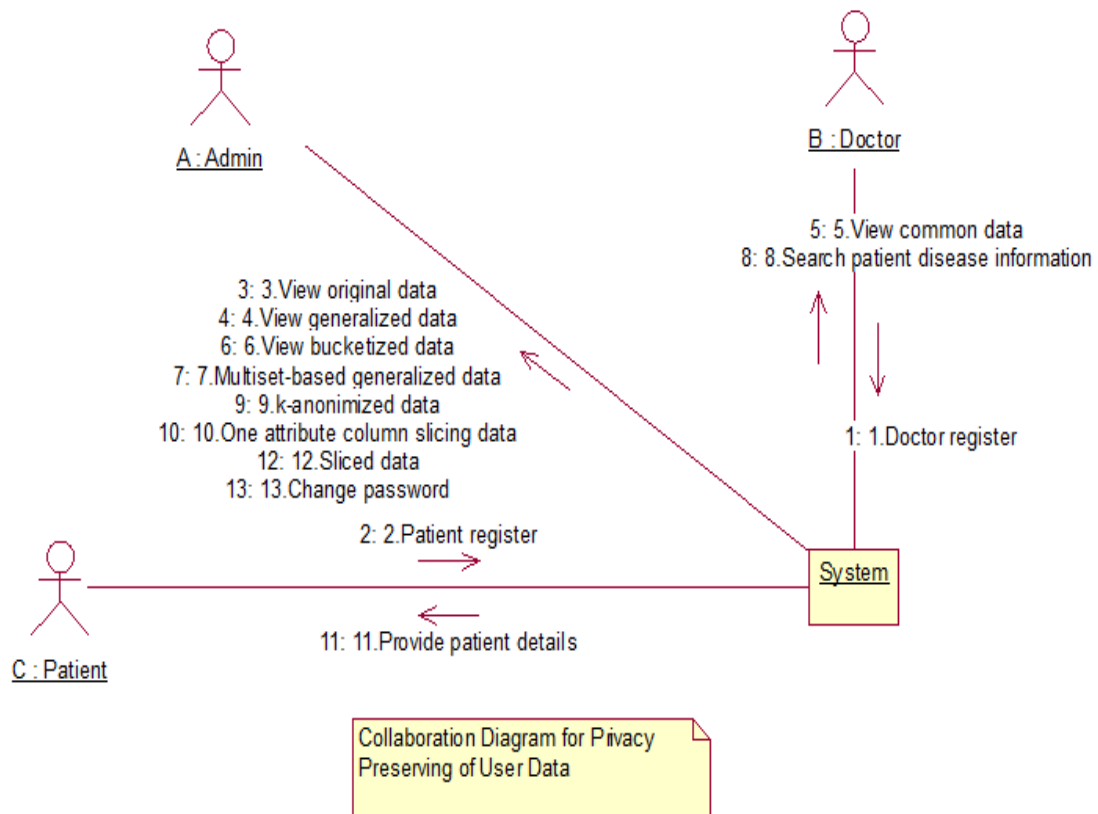 A : Admin
B : Doctor
5: 5.View common data
8: 8.Search patient disease information
3: 3.View original data
4: 4.View generalized data
6: 6.View bucketized data
7: 7.Multiset-based generalized data
9: 9.k-anonimized data
10: 10.One attribute column slicing data
12: 12.Sliced data
13: 13.Change password
1: 1.Doctor register
2: 2.Patient register
System
11: 11.Provide patient details
C : Patient
Collaboration Diagram for Privacy
Preserving of User Data